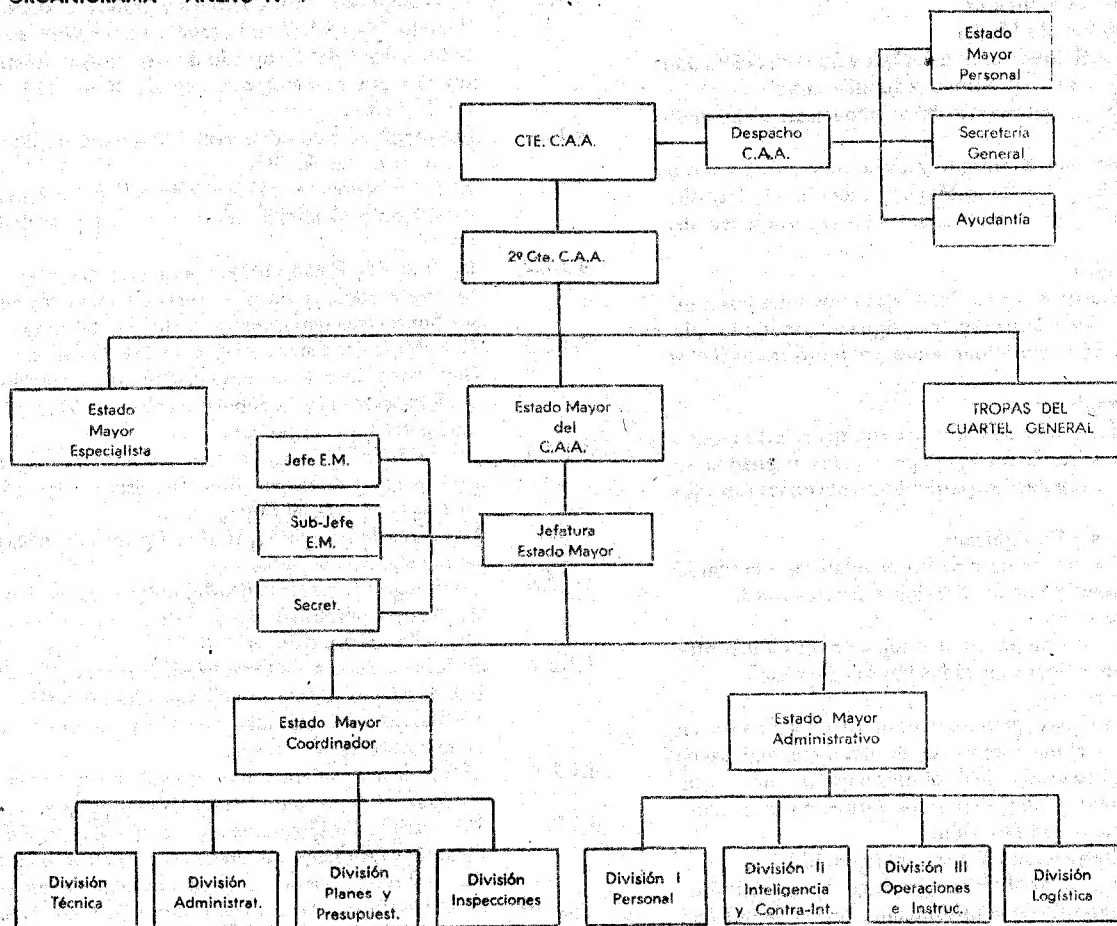 ORGANIGRAMA
ANEXO
Estado
Mayor
Personal
CTE. C.A.A.
Despacho
C.A.A.
Secretaría
General
Ayudantía
2º Cte. C.A.A.
Estado
Mayor
Especialista
Estado Mayor
del
C.A.A.
TROPAS DEL
CUARTEL GENERAL
Jefe E.M.
Sub-Jefe
E.M.
Secret.
Jefatura
Estado Mayor
Estado Mayor
Coordinador
Estado Mayor
Administrativo
División
Técnica
División
Administrat.
División
Planes y
Presupuest.
División
Inspecciones
División I
Personal
División II
Inteligencia
y Contra-Int.
División III
Operaciones
e Instruc.
División
Logística